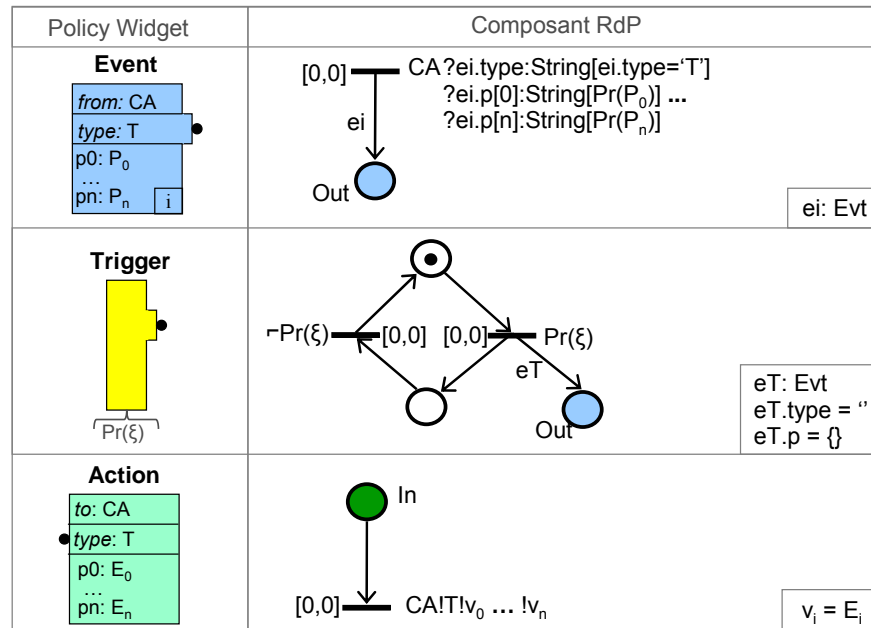 Policy Widget
Composant RdP
Event
from: CA
type: T
p0: P₀
...
pn: Pₙ
i
[0,0]
CA ?ei.type:String[ei.type=‘T’]
?ei.p[0]:String[Pr(P₀)] ...
?ei.p[n]:String[Pr(Pₙ)]
ei
Out
ei: Evt
Trigger
Pr(ξ)
¬Pr(ξ)
[0,0]
[0,0]
Pr(ξ)
eT
Out
eT: Evt
eT.type = ‘’
eT.p = {}
Action
to: CA
type: T
p0: E₀
...
pn: Eₙ
In
[0,0]
CA!T!v₀ ... !vₙ
vᵢ = Eᵢ